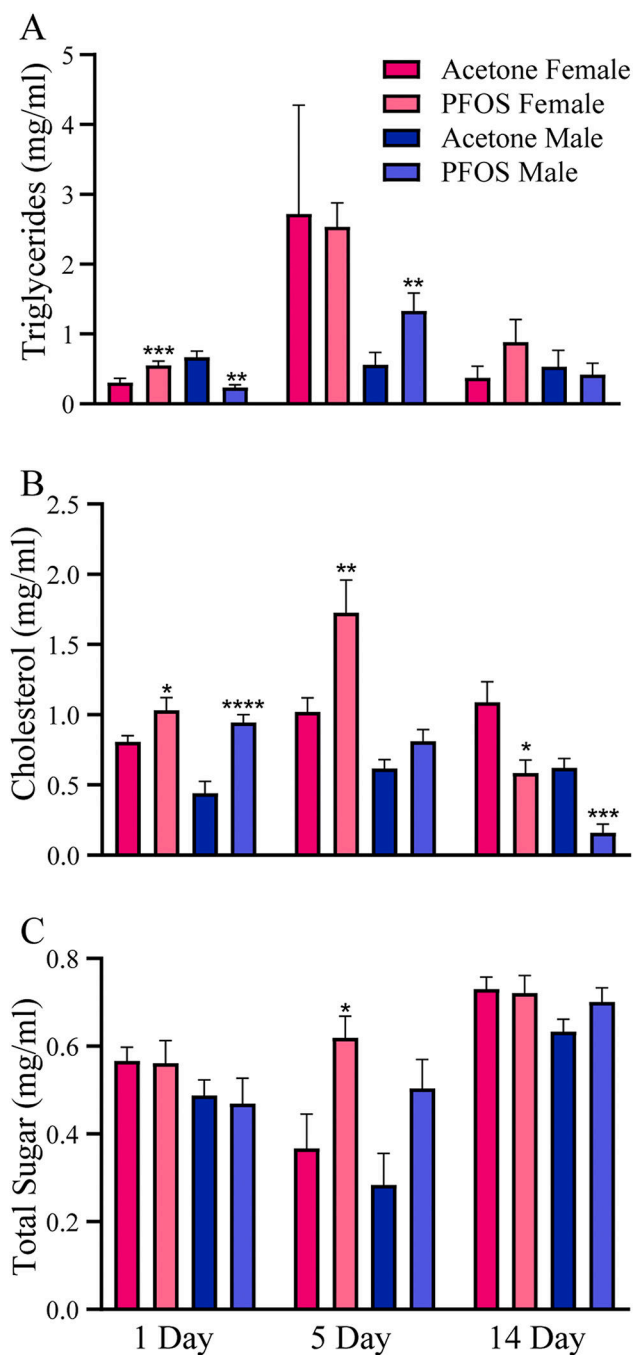 A
Triglycerides (mg/ml)
5
4
3
2
1
0
Acetone Female
PFOS Female
Acetone Male
PFOS Male
***
**
**
B
Cholesterol (mg/ml)
2.5
2.0
1.5
1.0
0.5
0.0
*
****
**
*
***
C
Total Sugar (mg/ml)
0.8
0.6
0.4
0.2
0.0
*
1 Day 5 Day 14 Day